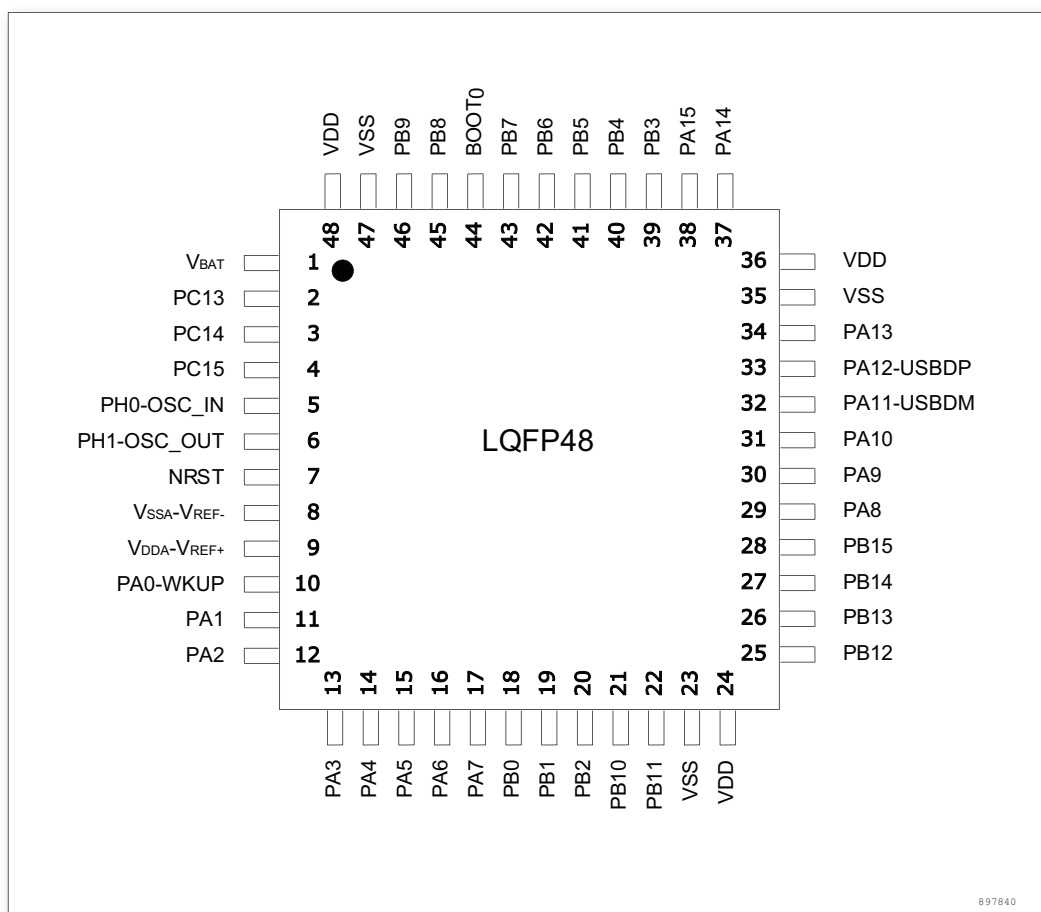 VDD
VSS
PB9
PB8
BOOT0
PB7
PB6
PB5
PB4
PB3
PA15
PA14
48
47
46
45
44
43
42
41
40
39
38
37
VBAT 1
PC13 2
PC14 3
PC15 4
PH0-OSC_IN 5
PH1-OSC_OUT 6
NRST 7
VSSA-VREF- 8
VDDA-VREF+ 9
PA0-WKUP 10
PA1 11
PA2 12
LQFP48
36 VDD
35 VSS
34 PA13
33 PA12-USBDP
32 PA11-USBDM
31 PA10
30 PA9
29 PA8
28 PB15
27 PB14
26 PB13
25 PB12
13
14
15
16
17
18
19
20
21
22
23
24
PA3
PA4
PA5
PA6
PA7
PB0
PB1
PB2
PB10
PB11
VSS
VDD
897840